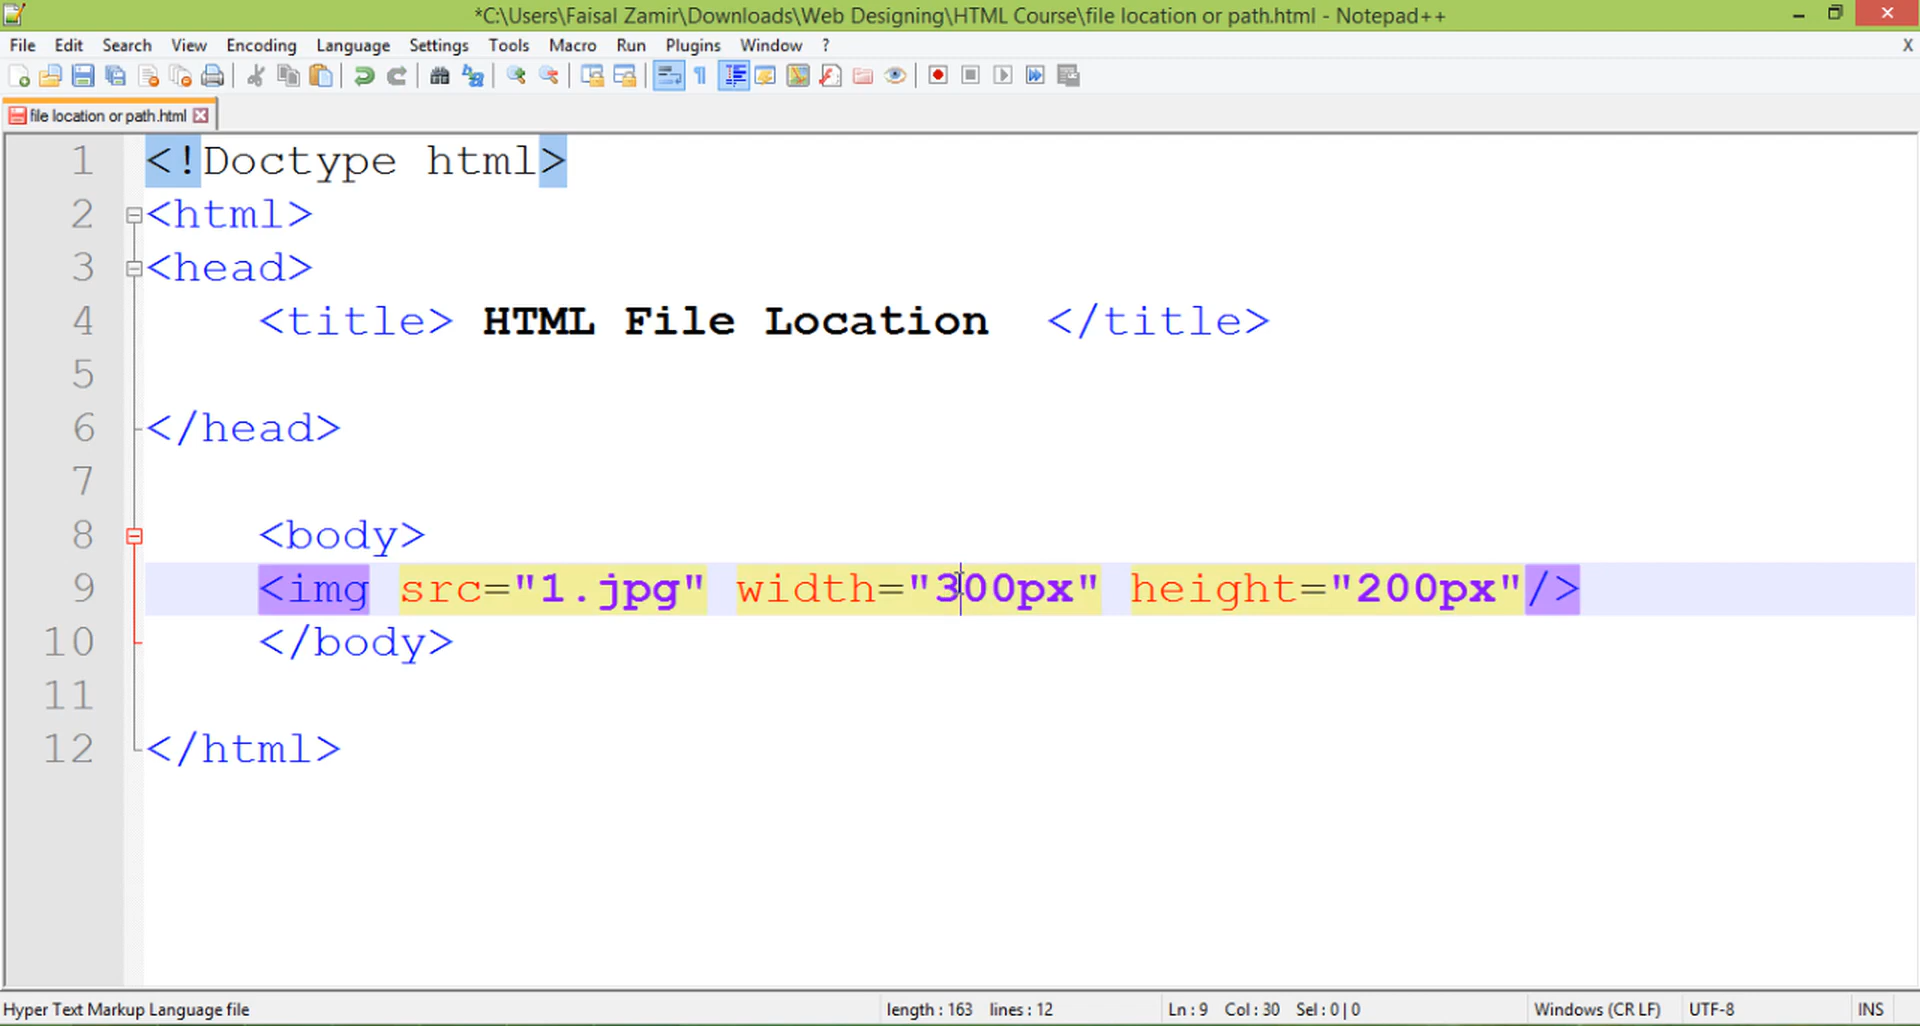 *C:\Users\Faisal Zamir\Downloads\Web Designing\HTML Course\file location or path.html - Notepad++
File Edit Search View Encoding Language Settings Tools Macro Run Plugins Window ? X
file location or path.html
1 <!Doctype html>
2 <html>
3 <head>
4 <title> HTML File Location </title>
5
6 </head>
7
8 <body>
9 <img src="1.jpg" width="300px" height="200px"/>
10 </body>
11
12 </html>
Hyper Text Markup Language file length : 163 lines : 12 Ln : 9 Col : 30 Sel : 0 | 0 Windows (CR LF) UTF-8 INS